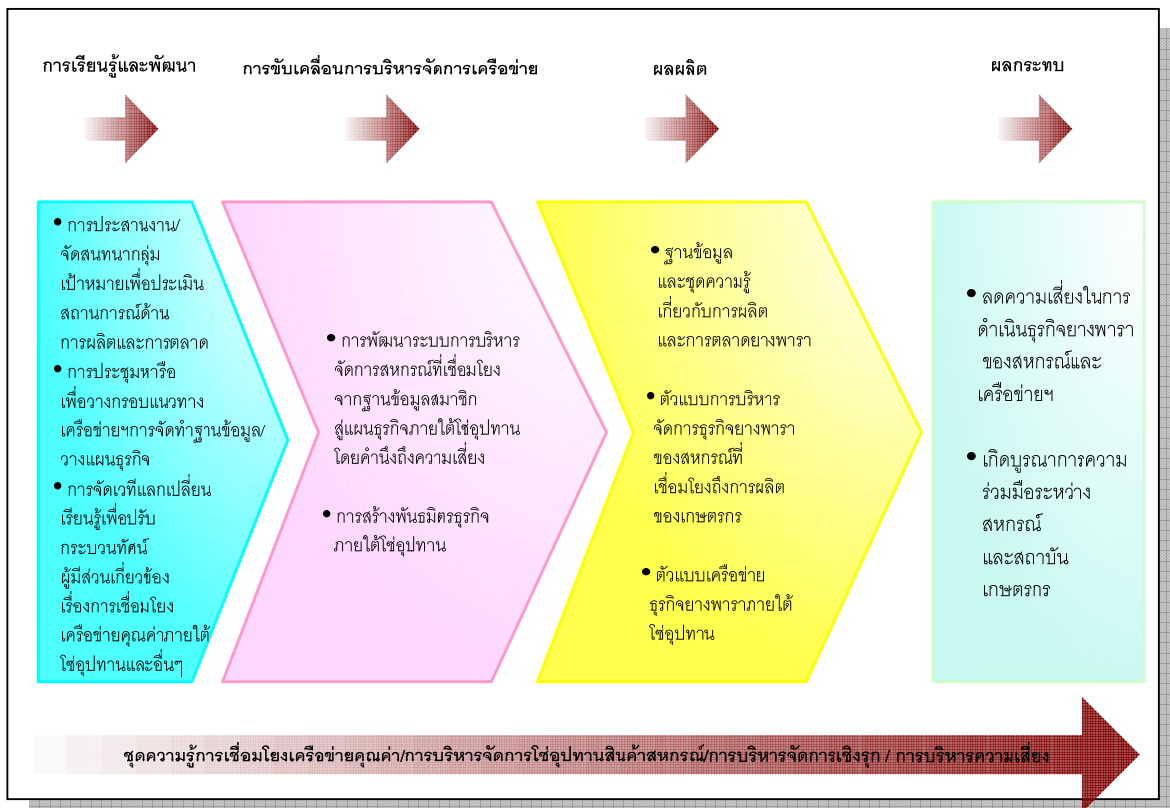 การเรียนรู้และพัฒนา
การขับเคลื่อนการบริหารจัดการเครือข่าย
ผลผลิต
ผลกระทบ
• การประสานงาน/
จัดสนทนากลุ่ม
เป้าหมายเพื่อประเมิน
สถานการณ์ด้าน
การผลิตและการตลาด
• การประชุมหารือ
เพื่อวางกรอบแนวทาง
เครือข่ายฯการจัดทำฐานข้อมูล/
วางแผนธุรกิจ
• การจัดเวทีแลกเปลี่ยน
เรียนรู้เพื่อปรับ
กระบวนทัศน์
ผู้มีส่วนเกี่ยวข้อง
เรื่องการเชื่อมโยง
เครือข่ายคุณค่าภายใต้
โซ่อุปทานและอื่นๆ
• การพัฒนาระบบการบริหาร
จัดการสหกรณ์ที่เชื่อมโยง
จากฐานข้อมูลสมาชิก
สู่แผนธุรกิจภายใต้โซ่อุปทาน
โดยคำนึงถึงความเสี่ยง
• การสร้างพันธมิตรธุรกิจ
ภายใต้โซ่อุปทาน
• ฐานข้อมูล
และชุดความรู้
เกี่ยวกับการผลิต
และการตลาดยางพารา
• ตัวแบบการบริหาร
จัดการธุรกิจยางพารา
ของสหกรณ์ที่
เชื่อมโยงถึงการผลิต
ของเกษตรกร
• ตัวแบบเครือข่าย
ธุรกิจยางพาราภายใต้
โซ่อุปทาน
• ลดความเสี่ยงในการ
ดำเนินธุรกิจยางพารา
ของสหกรณ์และ
เครือข่ายฯ
• เกิดบูรณาการความ
ร่วมมือระหว่าง
สหกรณ์
และสถาบัน
เกษตรกร
ชุดความรู้การเชื่อมโยงเครือข่ายคุณค่า/การบริหารจัดการโซ่อุปทานสินค้าสหกรณ์/การบริหารจัดการเชิงรุก / การบริหารความเสี่ยง